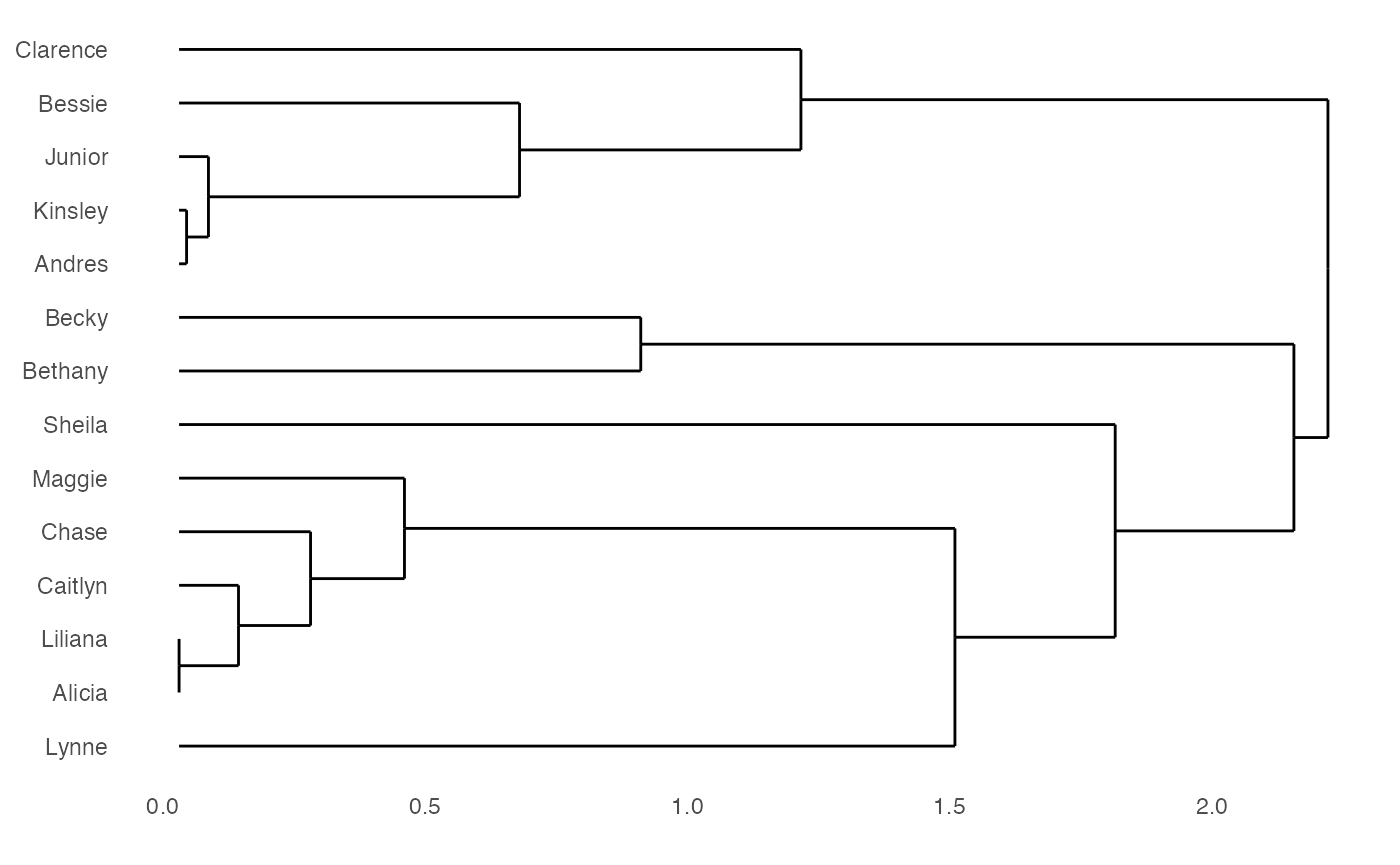 Clarence
Bessie
Junior
Kinsley
Andres
Becky
Bethany
Sheila
Maggie
Chase
Caitlyn
Liliana
Alicia
Lynne
0.0 0.5 1.0 1.5 2.0